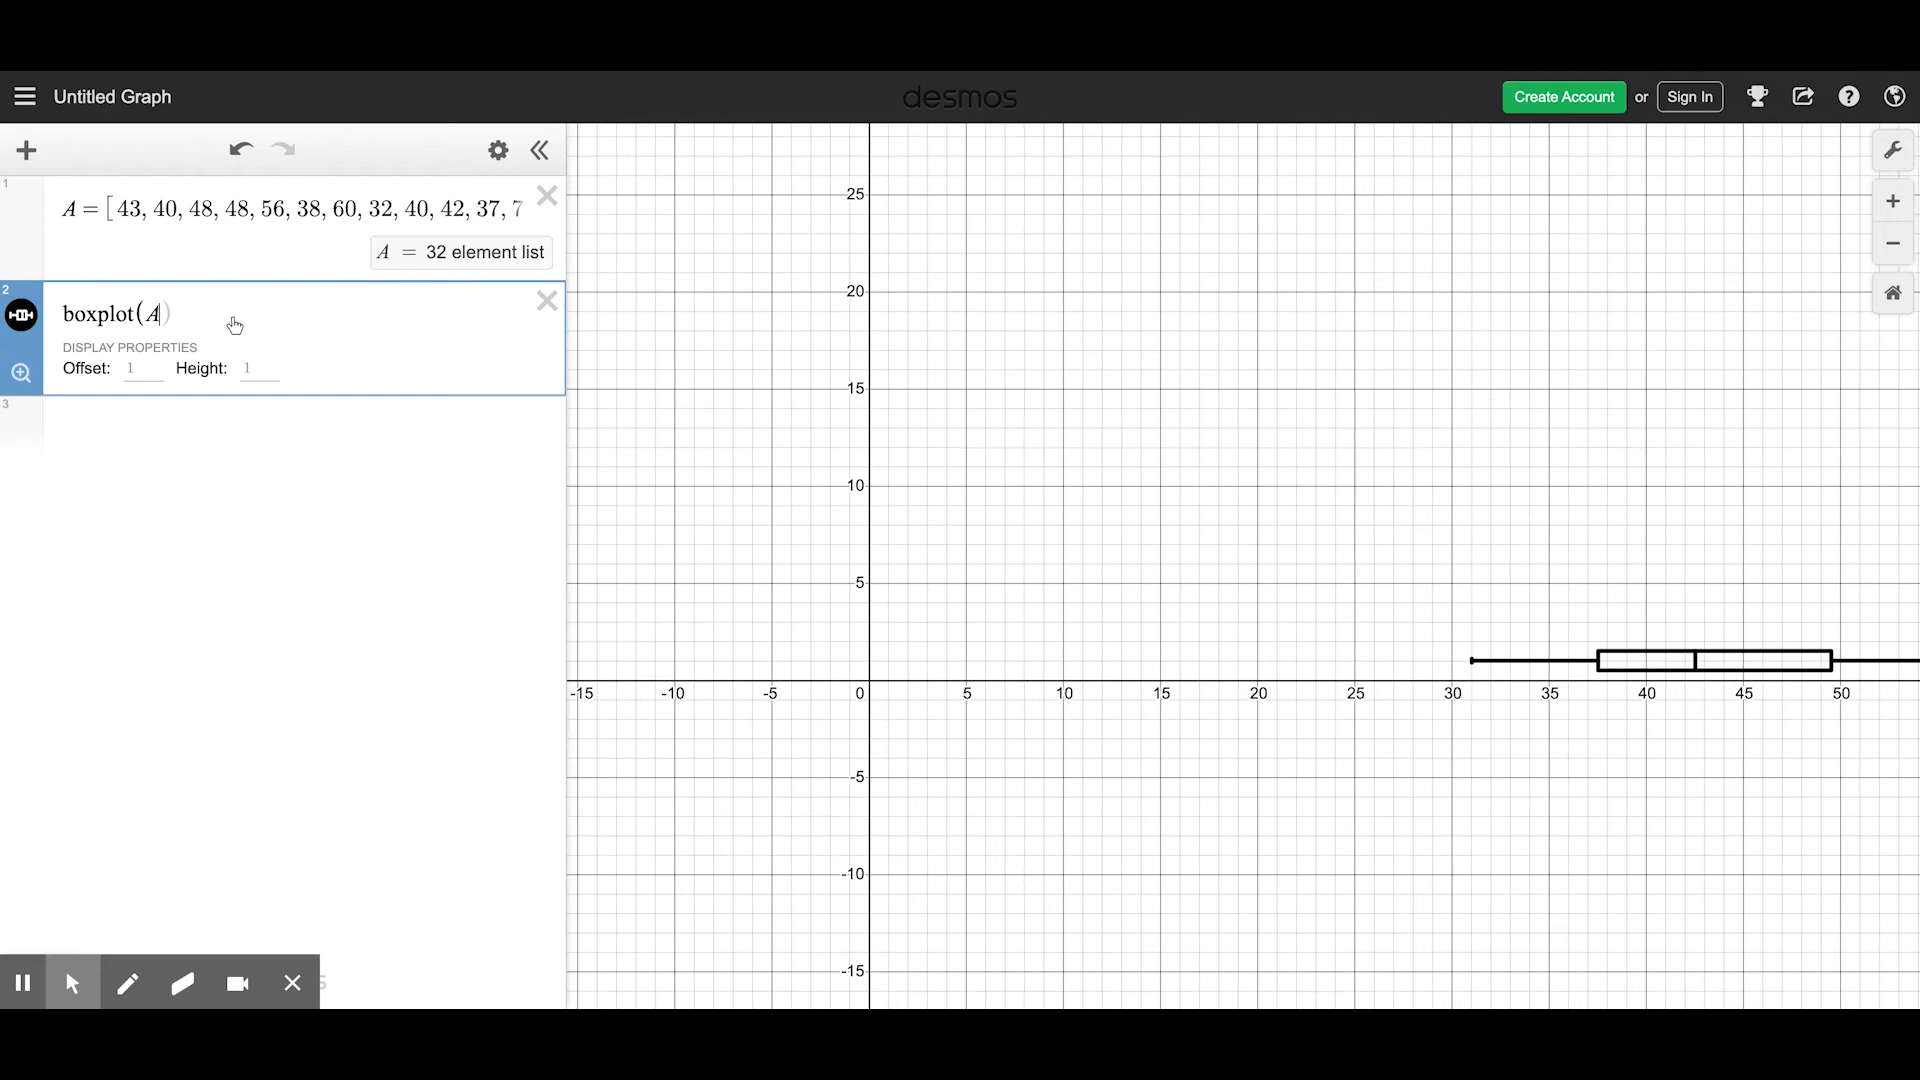 Untitled Graph
desmos
Create Account or Sign In
1
A = [ 43, 40, 48, 48, 56, 38, 60, 32, 40, 42, 37, 7
A = 32 element list
2
boxplot(A)
DISPLAY PROPERTIES
Offset: 1 Height: 1
3
25
20
15
10
5
-15 -10 -5 0 5 10 15 20 25 30 35 40 45 50
-5
-10
-15